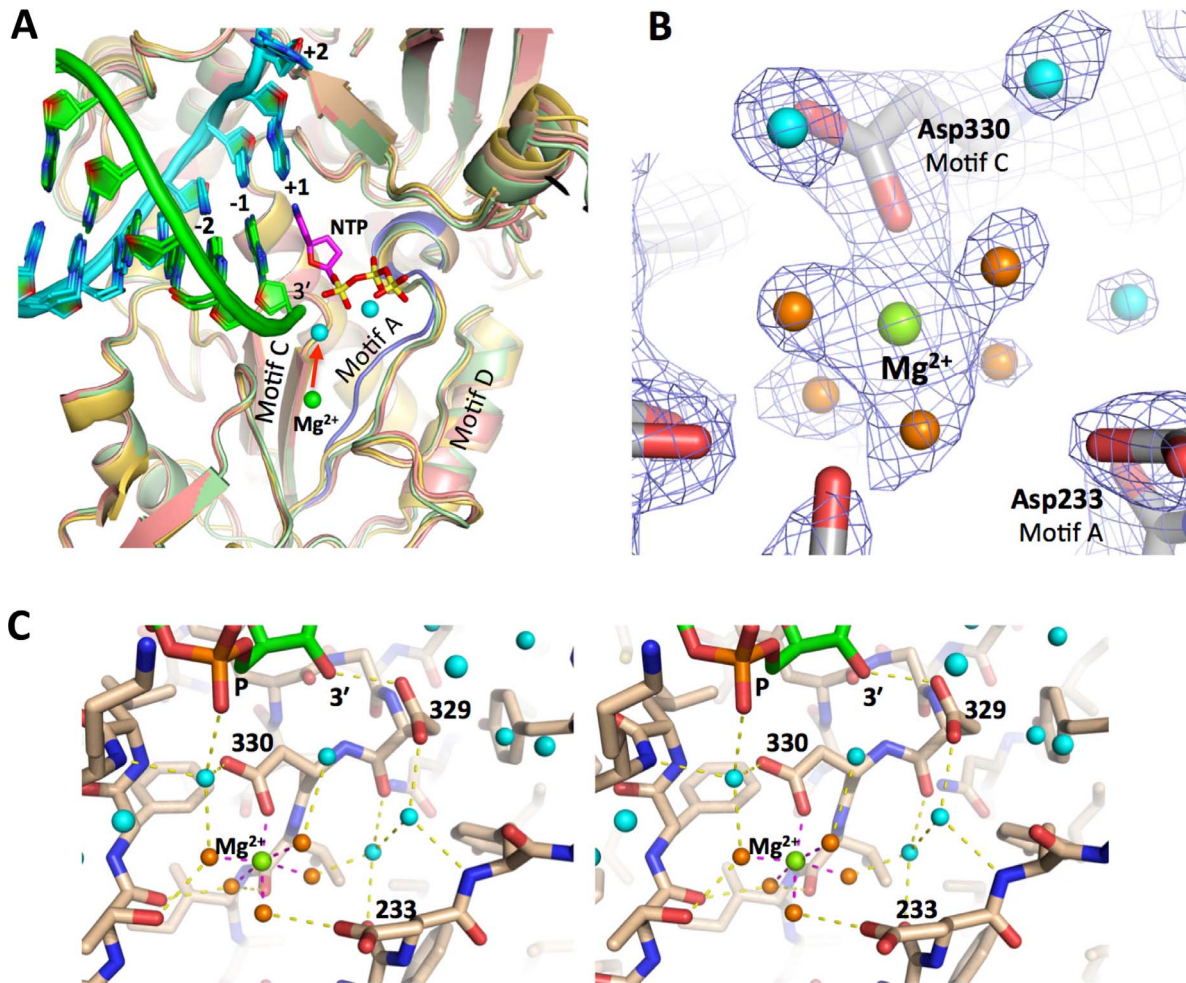 A
+2
+1
-1
-2
NTP
3′
Motif C
Motif A
Motif D
Mg²⁺
B
Asp330
Motif C
Mg²⁺
Asp233
Motif A
C
P
3′
329
330
Mg²⁺
233
P
3′
329
330
Mg²⁺
233